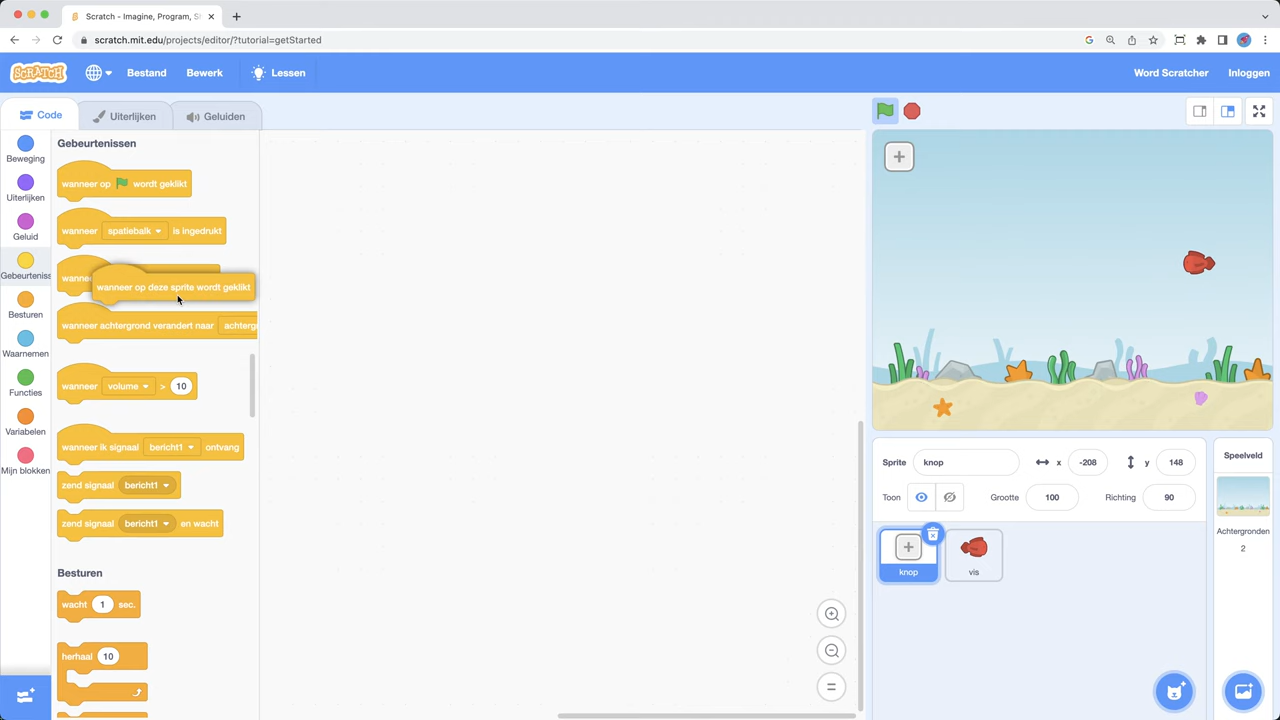 Scratch - Imagine, Program, S
scratch.mit.edu/projects/editor/?tutorial=getStarted
SCRATCH Bestand Bewerk Lessen Word Scratcher Inloggen
Code Uiterlijken Geluiden
Beweging
Uiterlijken
Geluid
Gebeurteniss
Besturen
Waarnemen
Functies
Variabelen
Mijn blokken
Gebeurtenissen
wanneer op wordt geklikt
wanneer spatiebalk is ingedrukt
wanne
wanneer op deze sprite wordt geklikt
wanneer achtergrond verandert naar achterg
wanneer volume > 10
wanneer ik signaal bericht1 ontvang
zend signaal bericht1
zend signaal bericht1 en wacht
Besturen
wacht 1 sec.
herhaal 10
Sprite knop x -208 y 148
Toon Grootte 100 Richting 90
knop
vis
Speelveld
Achtergronden
2